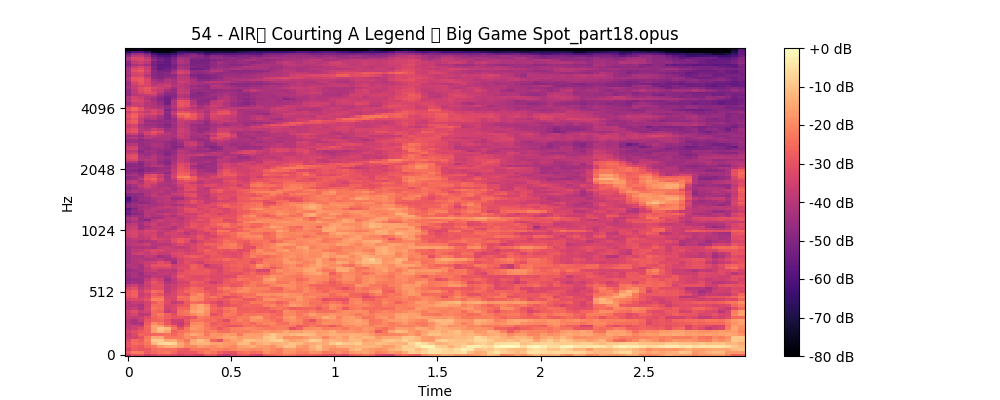 54 - AIR▯ Courting A Legend ▯ Big Game Spot_part18.opus
+0 dB
4096
-10 dB
-20 dB
2048
-30 dB
Hz
-40 dB
1024
-50 dB
512
-60 dB
-70 dB
0
-80 dB
0 0.5 1 1.5 2 2.5
Time